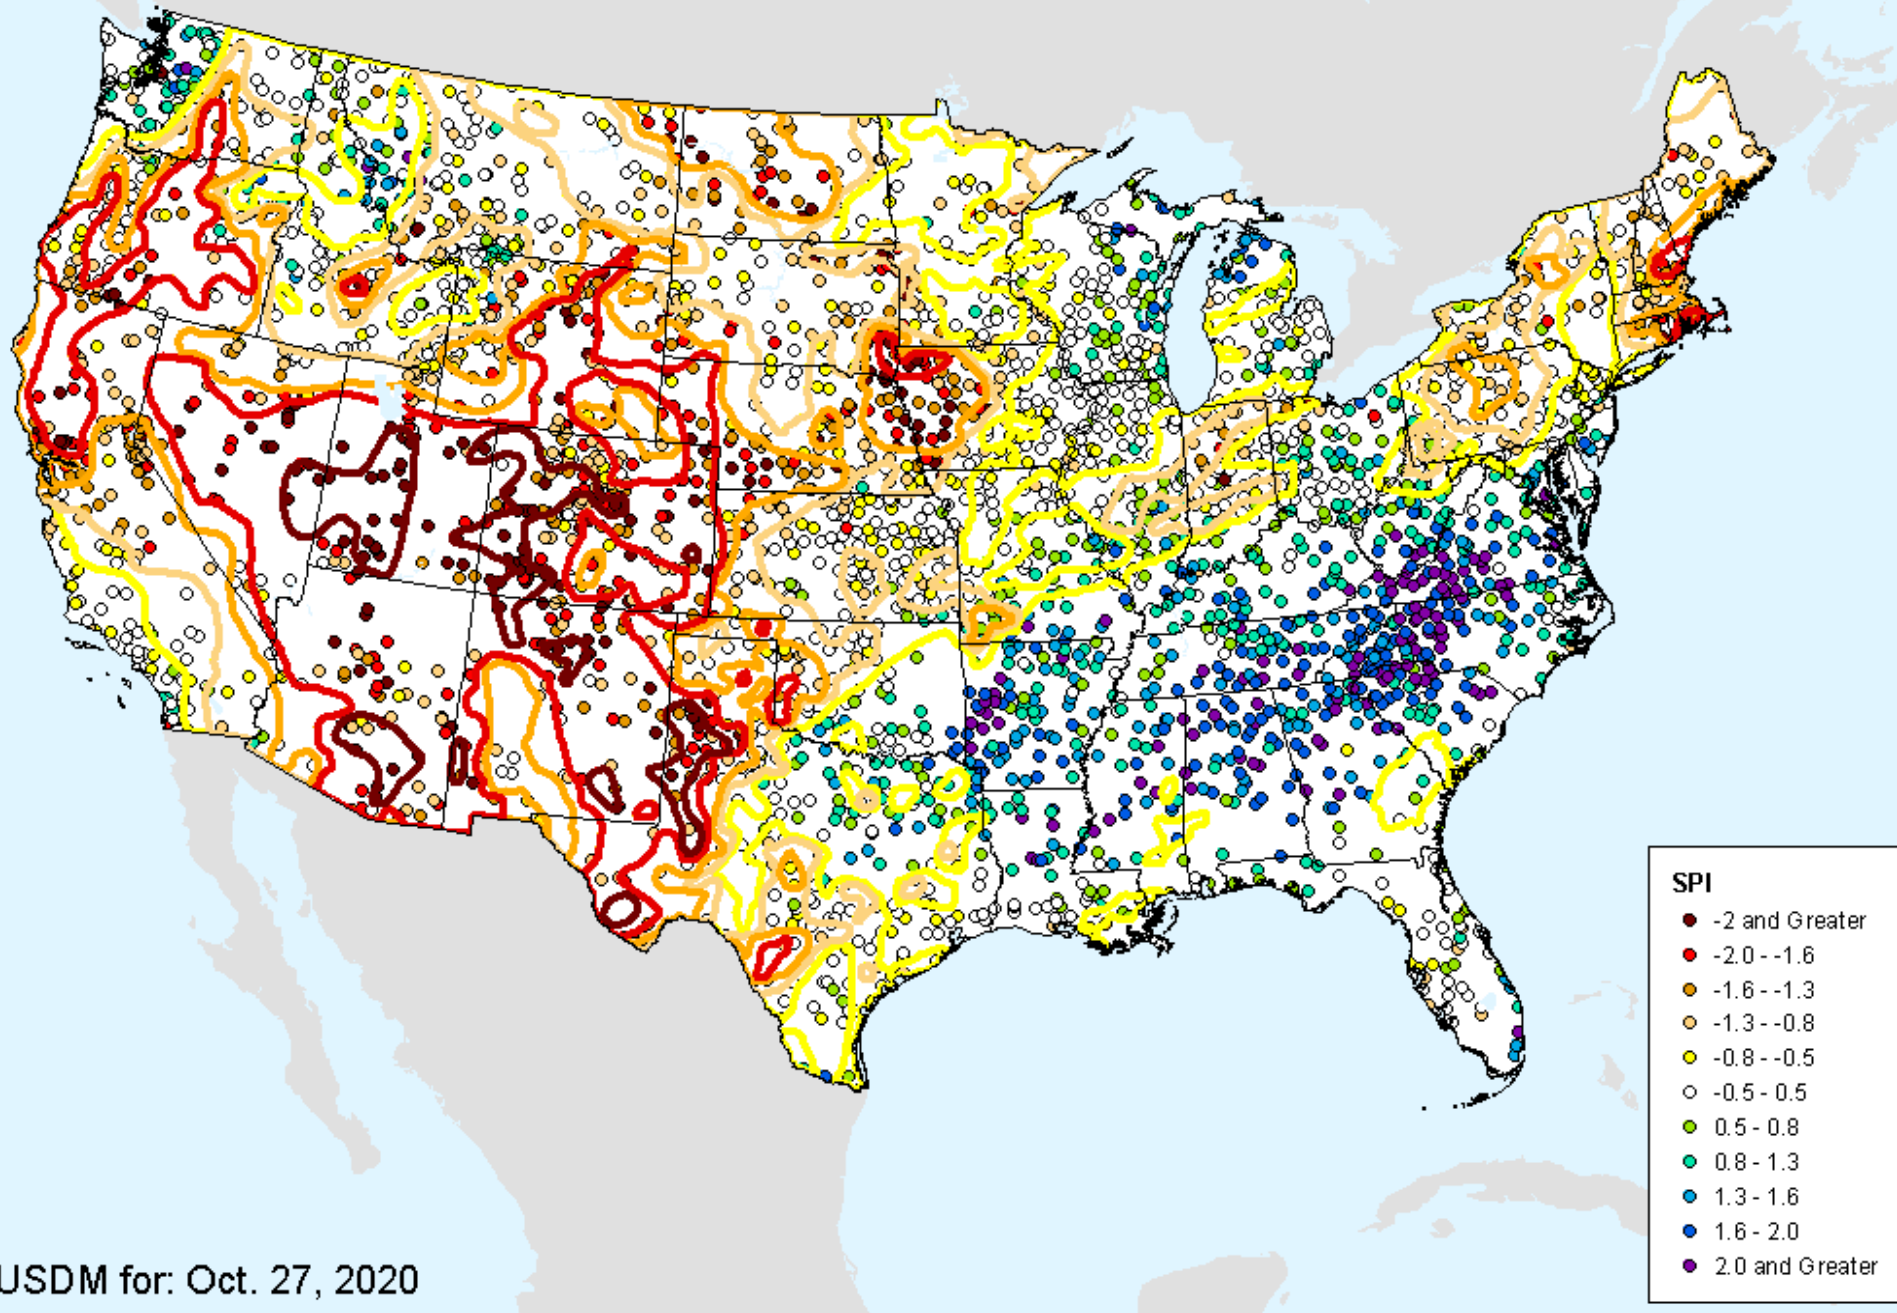 SPI
-2 and Greater
-2.0 - -1.6
-1.6 - -1.3
-1.3 - -0.8
-0.8 - -0.5
-0.5 - 0.5
0.5 - 0.8
0.8 - 1.3
1.3 - 1.6
1.6 - 2.0
2.0 and Greater
USDM for: Oct. 27, 2020